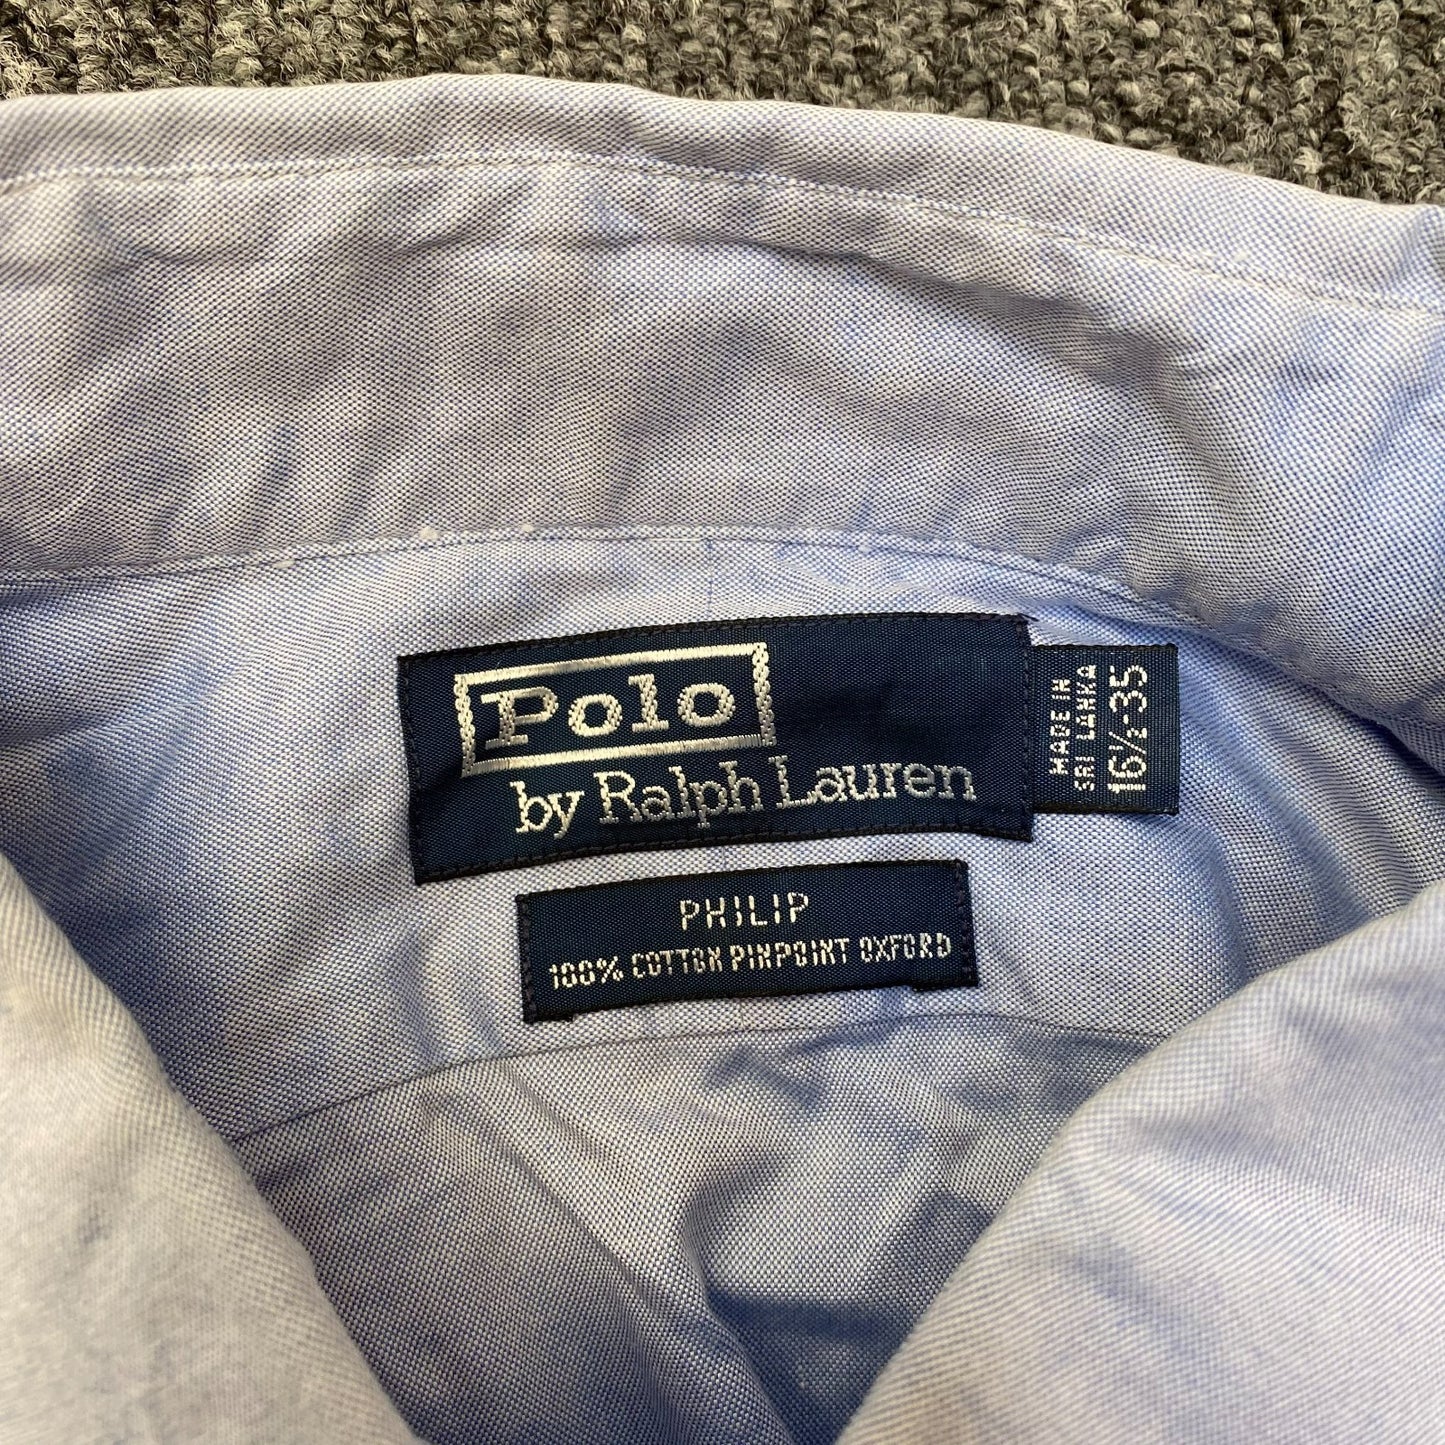 Polo
by Ralph Lauren
MADE IN
SRI LANKA
16½-35
PHILIP
100% COTTON PINPOINT OXFORD